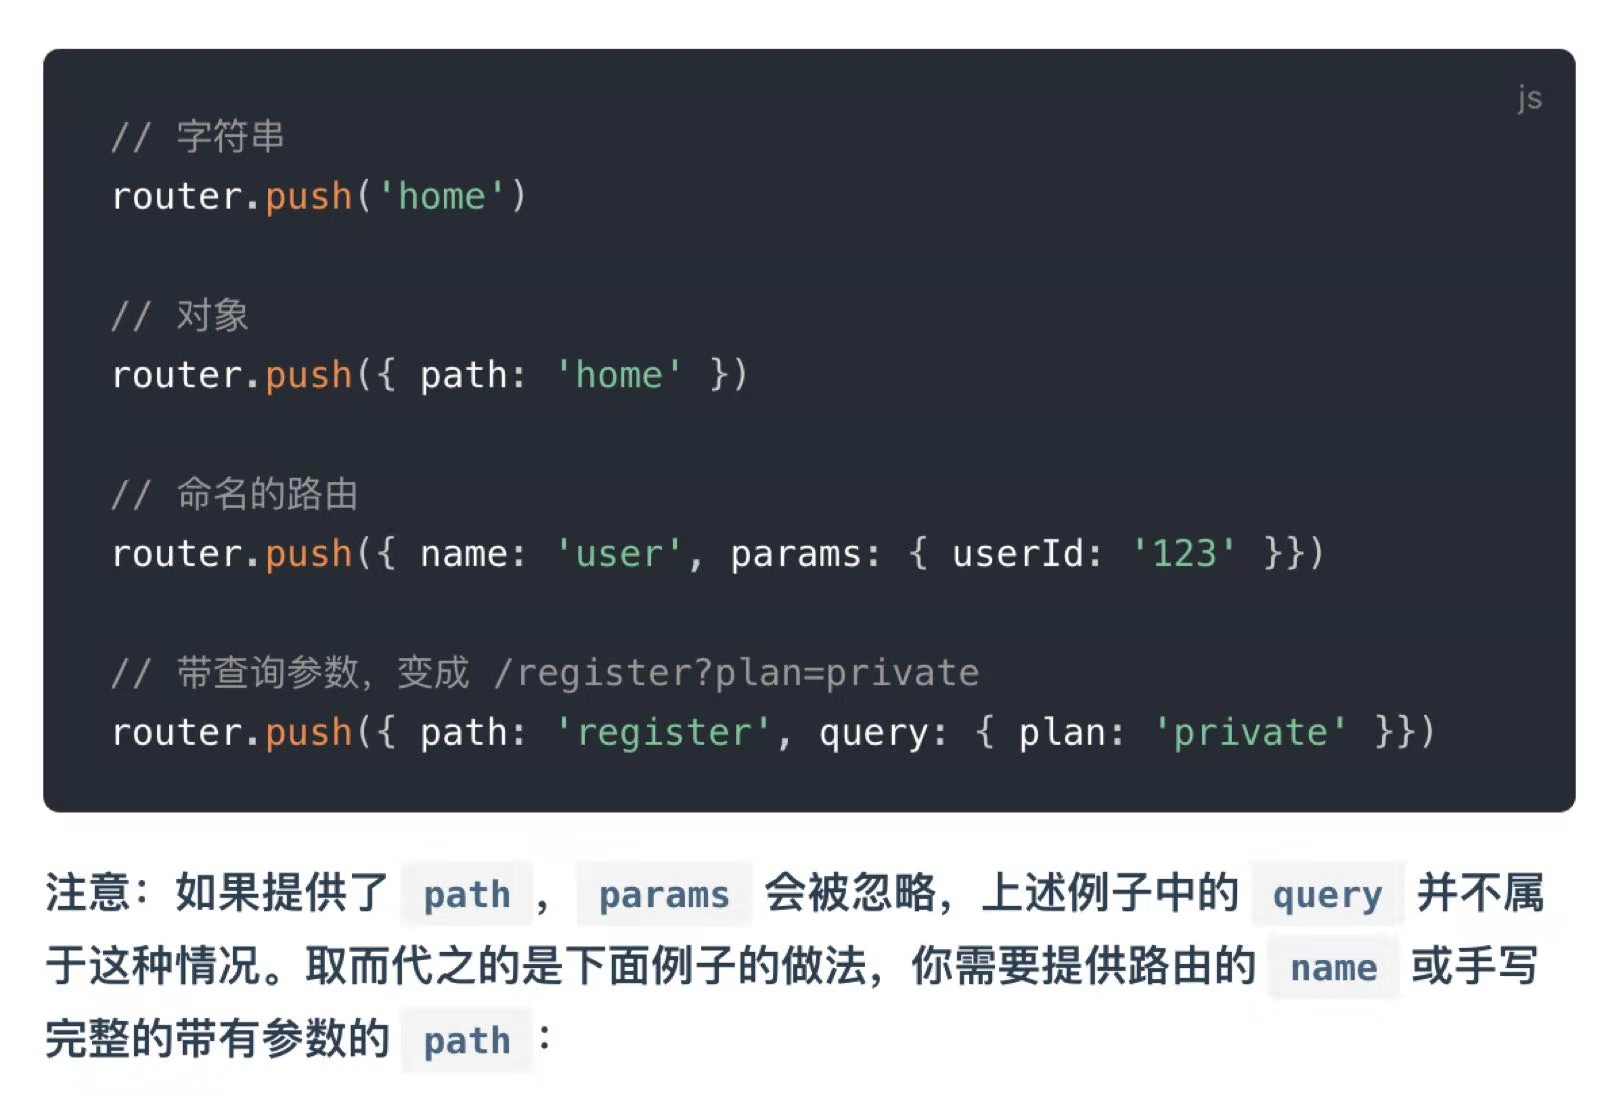 js
// 字符串
router.push('home')
// 对象
router.push({ path: 'home' })
// 命名的路由
router.push({ name: 'user', params: { userId: '123' }})
// 带查询参数，变成 /register?plan=private
router.push({ path: 'register', query: { plan: 'private' }})
注意：如果提供了 path ， params 会被忽略，上述例子中的 query 并不属
于这种情况。取而代之的是下面例子的做法，你需要提供路由的 name 或手写
完整的带有参数的 path ：